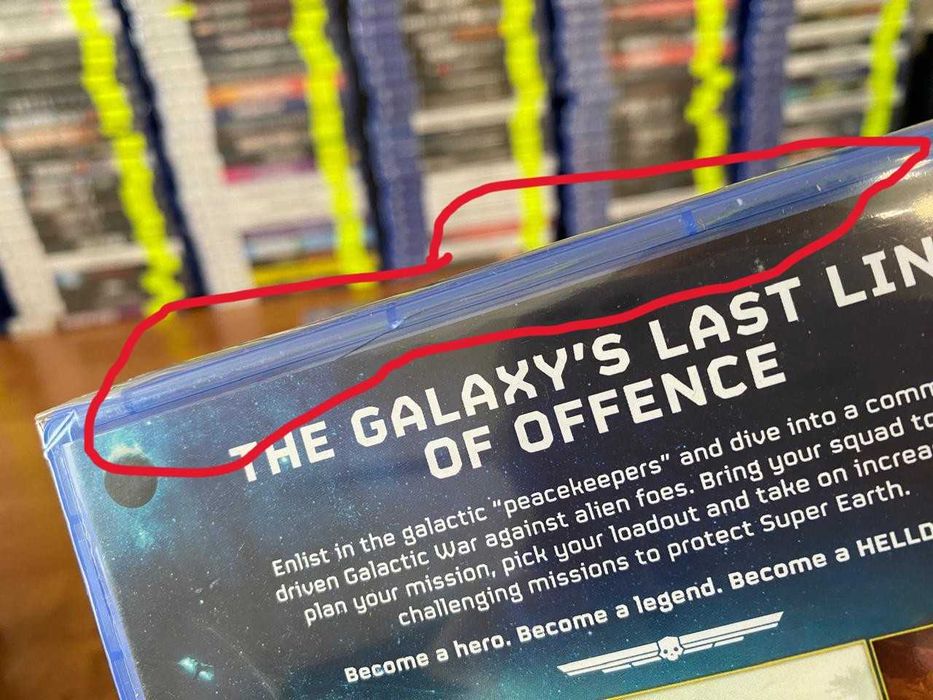 THE GALAXY'S LAST LIN
OF OFFENCE
Enlist in the galactic "peacekeepers" and dive into a comm
driven Galactic War against alien foes. Bring your squad to
plan your mission, pick your loadout and take on increa
challenging missions to protect Super Earth.
Become a hero. Become a legend. Become a HELLD